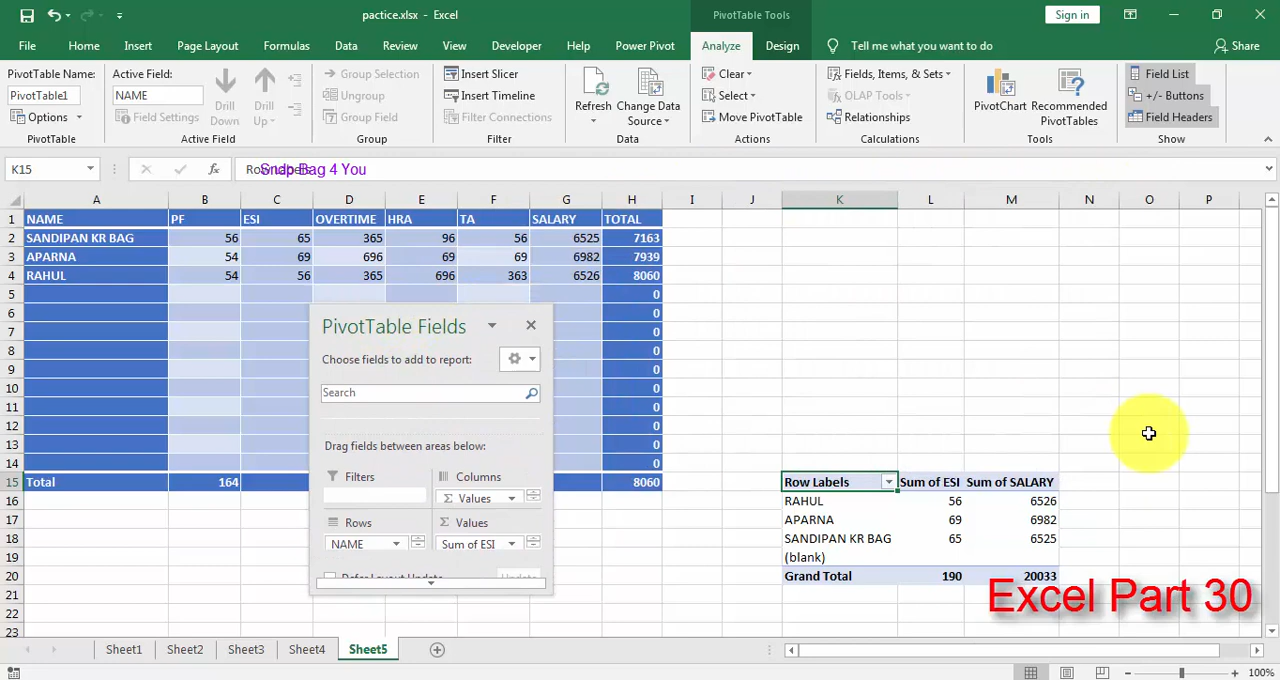 pactice.xlsx - Excel
PivotTable Tools
Sign in
File Home Insert Page Layout Formulas Data Review View Developer Help Power Pivot Analyze Design Tell me what you want to do Share
PivotTable Name:
PivotTable1
Options
PivotTable
Active Field:
NAME
Field Settings
Drill Down
Drill Up
Active Field
Group Selection
Ungroup
Group Field
Group
Insert Slicer
Insert Timeline
Filter Connections
Filter
Refresh
Change Data Source
Data
Clear
Select
Move PivotTable
Actions
Fields, Items, & Sets
OLAP Tools
Relationships
Calculations
PivotChart
Recommended PivotTables
Tools
Field List
+/- Buttons
Field Headers
Show
K15
fx
Snap Bag 4 You
A B C D E F G H I J K L M N O P
1 NAME PF ESI OVERTIME HRA TA SALARY TOTAL
2 SANDIPAN KR BAG 56 65 365 96 56 6525 7163
3 APARNA 54 69 696 69 69 6982 7939
4 RAHUL 54 56 365 696 363 6526 8060
5 0
6 0
7 0
8 0
9 0
10 0
11 0
12 0
13 0
14 0
15 Total 164 8060
16
17
18
19
20
21
22
23
PivotTable Fields
Choose fields to add to report:
Search
Drag fields between areas below:
Filters
Columns
Σ Values
Rows
Σ Values
NAME
Sum of ESI
Defer Layout Update
Update
Row Labels Sum of ESI Sum of SALARY
RAHUL 56 6526
APARNA 69 6982
SANDIPAN KR BAG 65 6525
(blank)
Grand Total 190 20033
Excel Part 30
Sheet1 Sheet2 Sheet3 Sheet4 Sheet5
100%